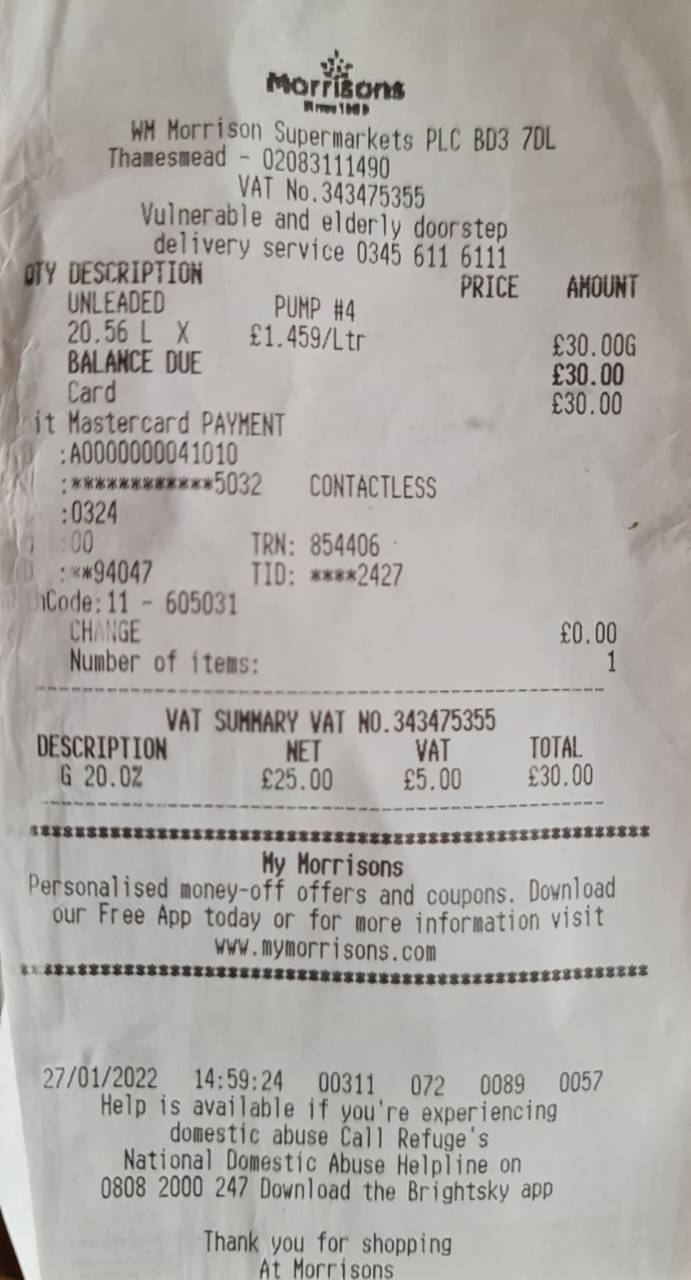 Morrisons
Since 1899
WM Morrison Supermarkets PLC BD3 7DL
Thamesmead - 02083111490
VAT No.343475355
Vulnerable and elderly doorstep
delivery service 0345 611 6111
QTY DESCRIPTION PRICE AMOUNT
UNLEADED PUMP #4
20.56 L X £1.459/Ltr £30.00G
BALANCE DUE £30.00
Card £30.00
it Mastercard PAYMENT
:A0000000041010
:************5032 CONTACTLESS
:0324
:00 TRN: 854406
:**94047 TID: ****2427
hCode:11 - 605031
CHANGE £0.00
Number of items: 1
VAT SUMMARY VAT NO.343475355
DESCRIPTION NET VAT TOTAL
G 20.0% £25.00 £5.00 £30.00
My Morrisons
Personalised money-off offers and coupons. Download
our Free App today or for more information visit
www.mymorrisons.com
27/01/2022 14:59:24 00311 072 0089 0057
Help is available if you're experiencing
domestic abuse Call Refuge's
National Domestic Abuse Helpline on
0808 2000 247 Download the Brightsky app
Thank you for shopping
At Morrisons